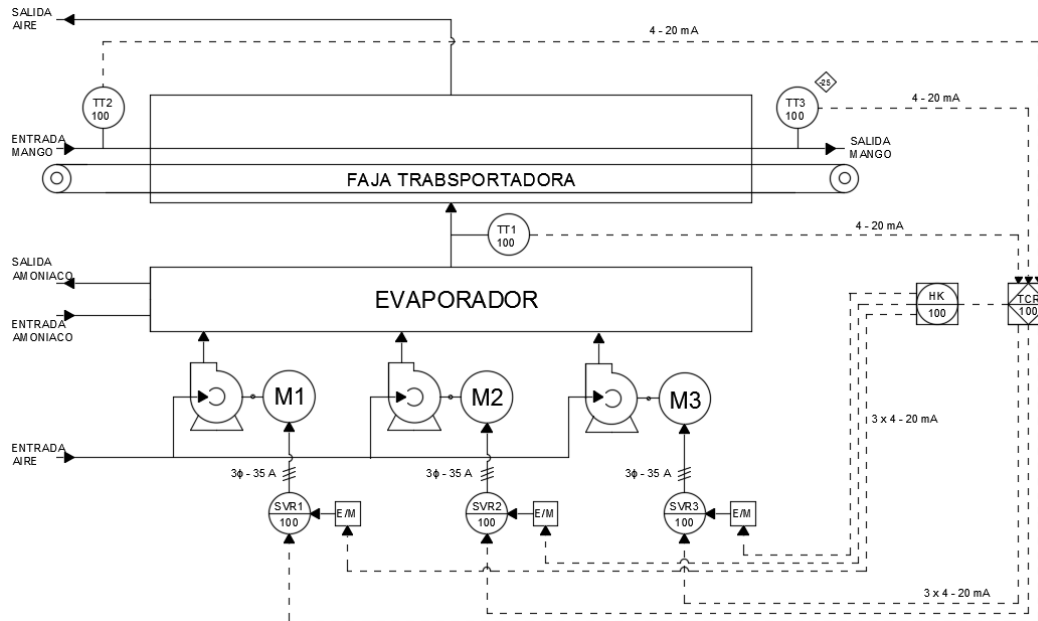 SALIDA
AIRE
4 - 20 mA
TT2
100
-25
TT3
100
4 - 20 mA
ENTRADA
MANGO
SALIDA
MANGO
FAJA TRABSPORTADORA
TT1
100
4 - 20 mA
SALIDA
AMONIACO
EVAPORADOR
HK
100
TCR
100
ENTRADA
AMONIACO
M1
M2
M3
3 x 4 - 20 mA
ENTRADA
AIRE
3ϕ - 35 A
3ϕ - 35 A
3ϕ - 35 A
SVR1
100
E/M
SVR2
100
E/M
SVR3
100
E/M
3 x 4 - 20 mA